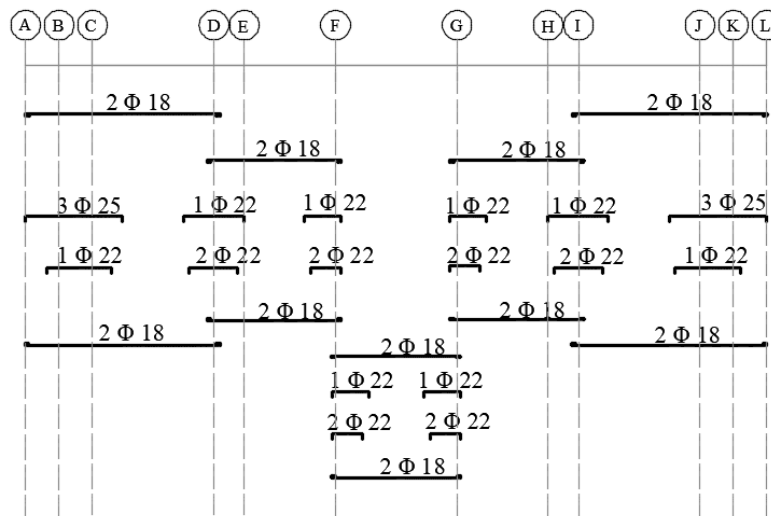 A B C D E F G H I J K L
2 Φ 18 2 Φ 18
2 Φ 18 2 Φ 18
3 Φ 25 1 Φ 22 1 Φ 22 1 Φ 22 1 Φ 22 3 Φ 25
1 Φ 22 2 Φ 22 2 Φ 22 2 Φ 22 2 Φ 22 1 Φ 22
2 Φ 18 2 Φ 18
2 Φ 18 2 Φ 18
2 Φ 18
1 Φ 22 1 Φ 22
2 Φ 22 2 Φ 22
2 Φ 18